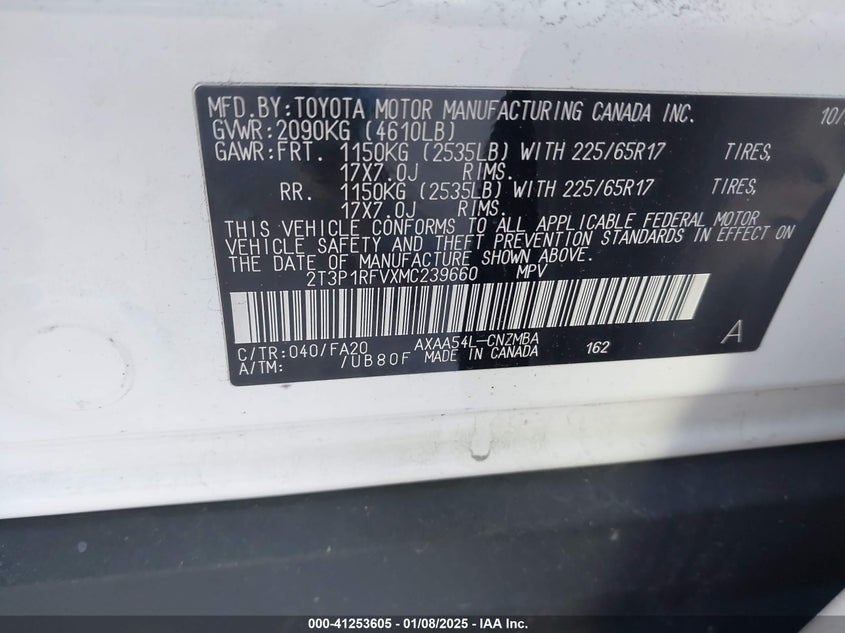 MFD.BY:TOYOTA MOTOR MANUFACTURING CANADA INC. 10/
GVWR:2090KG (4610LB)
GAWR:FRT. 1150KG (2535LB) WITH 225/65R17 TIRES,
17X7.0J RIMS.
RR. 1150KG (2535LB) WITH 225/65R17 TIRES,
17X7.0J RIMS.
THIS VEHICLE CONFORMS TO ALL APPLICABLE FEDERAL MOTOR
VEHICLE SAFETY AND THEFT PREVENTION STANDARDS IN EFFECT ON
THE DATE OF MANUFACTURE SHOWN ABOVE.
2T3P1RFVXMC239660 MPV
C/TR:040/FA20 AXAA54L-CNZMBA
A/TM: /UB80F MADE IN CANADA 162 A
000-41253605 - 01/08/2025 - IAA Inc.